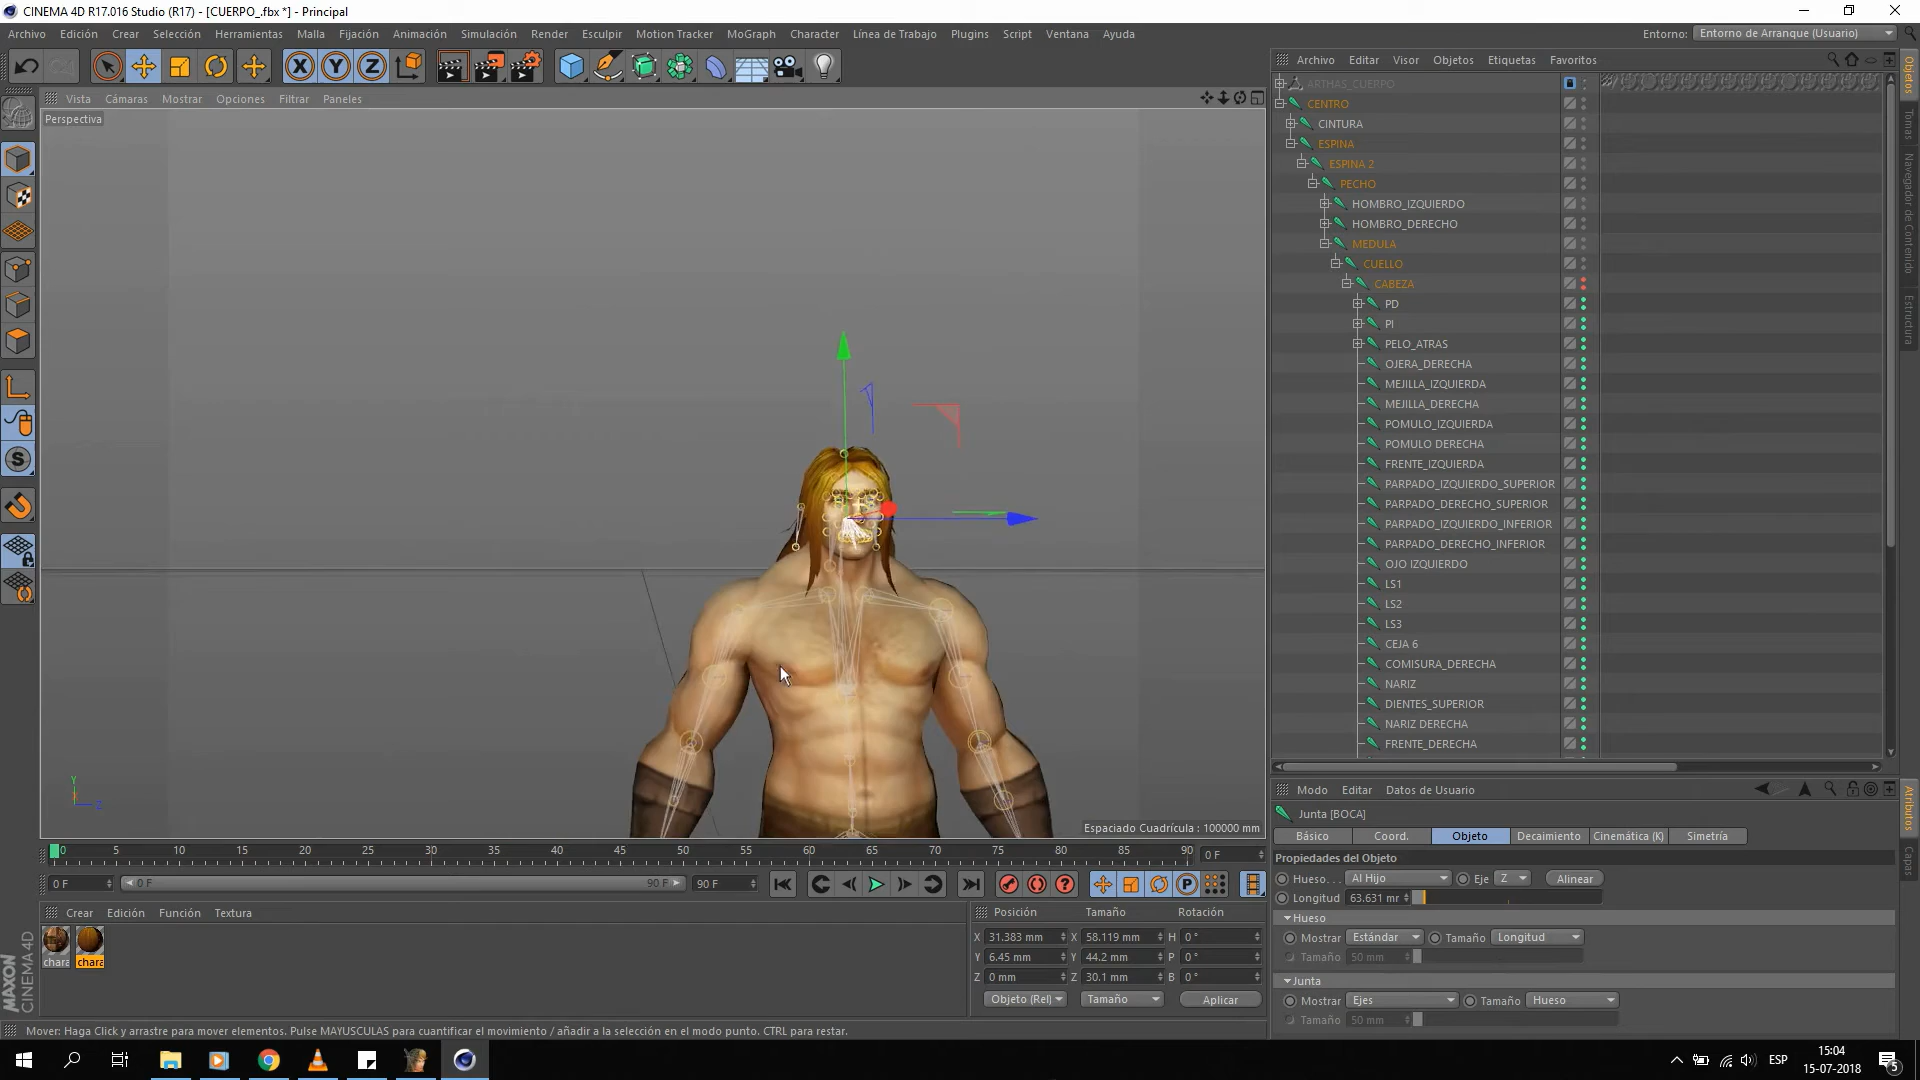 CINEMA 4D R17.016 Studio (R17) - [CUERPO_.fbx *] - Principal
Archivo Edición Crear Selección Herramientas Malla Fijación Animación Simulación Render Esculpir Motion Tracker MoGraph Character Línea de Trabajo Plugins Script Ventana Ayuda
Entorno: Entorno de Arranque (Usuario)
X Y Z
Archivo Editar Visor Objetos Etiquetas Favoritos
Vista Cámaras Mostrar Opciones Filtrar Paneles
Perspectiva
ARTHAS_CUERPO
CENTRO
CINTURA
ESPINA
ESPINA 2
PECHO
HOMBRO_IZQUIERDO
HOMBRO_DERECHO
MEDULA
CUELLO
CABEZA
PD
PI
PELO_ATRAS
OJERA_DERECHA
MEJILLA_IZQUIERDA
MEJILLA_DERECHA
POMULO_IZQUIERDA
POMULO DERECHA
FRENTE_IZQUIERDA
PARPADO_IZQUIERDO_SUPERIOR
PARPADO_DERECHO_SUPERIOR
PARPADO_IZQUIERDO_INFERIOR
PARPADO_DERECHO_INFERIOR
OJO IZQUIERDO
LS1
LS2
LS3
CEJA 6
COMISURA_DERECHA
NARIZ
DIENTES_SUPERIOR
NARIZ DERECHA
FRENTE_DERECHA
Objetos
Tomas
Navegador de Contenido
Estructura
Y
Z
Espaciado Cuadrícula : 100000 mm
0 5 10 15 20 25 30 35 40 45 50 55 60 65 70 75 80 85 90 0 F
0 F 0 F 90 F 90 F
Crear Edición Función Textura
chara chara
MAXON CINEMA 4D
Posición Tamaño Rotación
X 31.383 mm X 58.119 mm H 0 °
Y 6.45 mm Y 44.2 mm P 0 °
Z 0 mm Z 30.1 mm B 0 °
Objeto (Rel) Tamaño Aplicar
Modo Editar Datos de Usuario
Junta [BOCA]
Básico Coord. Objeto Decaimiento Cinemática (K) Simetría
Propiedades del Objeto
Hueso. . . Al Hijo Eje Z Alinear
Longitud 63.631 mr
Hueso
Mostrar Estándar Tamaño Longitud
Tamaño 50 mm
Junta
Mostrar Ejes Tamaño Hueso
Tamaño 50 mm
Atributos
Capas
Mover: Haga Click y arrastre para mover elementos. Pulse MAYUSCULAS para cuantificar el movimiento / añadir a la selección en el modo punto. CTRL para restar.
ESP
15:04
15-07-2018
5